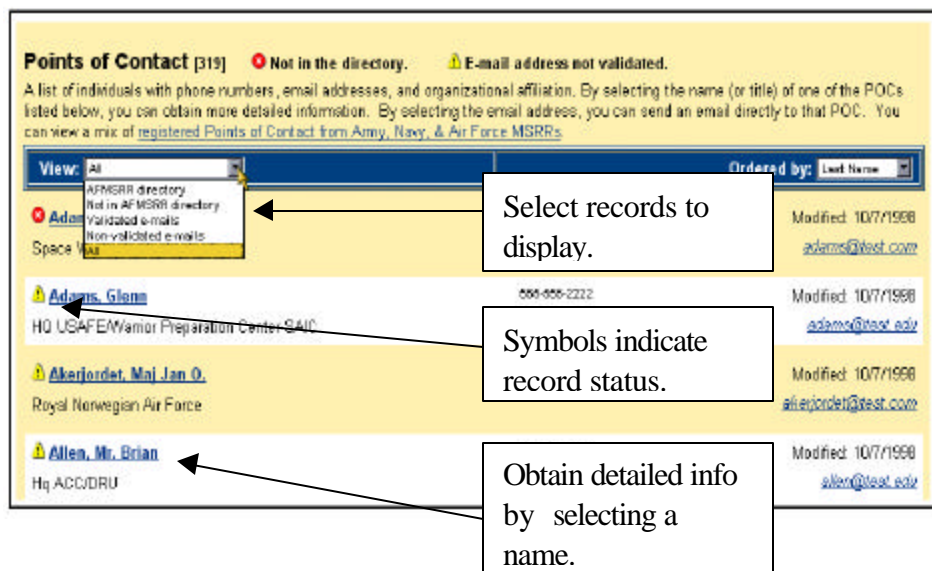 Points of Contact [319] Not in the directory. E-mail address not validated.
A list of individuals with phone numbers, email addresses, and organizational affiliation. By selecting the name (or title) of one of the POCs
listed below, you can obtain more detailed information. By selecting the email address, you can send an email directly to that POC. You
can view a mix of registered Points of Contact from Army, Navy, & Air Force MSRRs.
View: All Ordered by: Last Name
AFMSRR directory
Not in AFMSRR directory
Validated e-mails
Non-validated e-mails
All
Select records to
display.
Modified: 10/7/1998
Space
adams@test.com
Adams, Glenn 666-666-2222 Modified: 10/7/1998
HQ USAFE/Warrior Preparation Center SAIC adams@test.edu
Symbols indicate
record status.
Akerjordet, Maj Jan O. Modified: 10/7/1998
Royal Norwegian Air Force akerjordet@test.com
Allen, Mr. Brian Modified: 10/7/1998
Hq ACC/DRU allen@test.edu
Obtain detailed info
by selecting a
name.